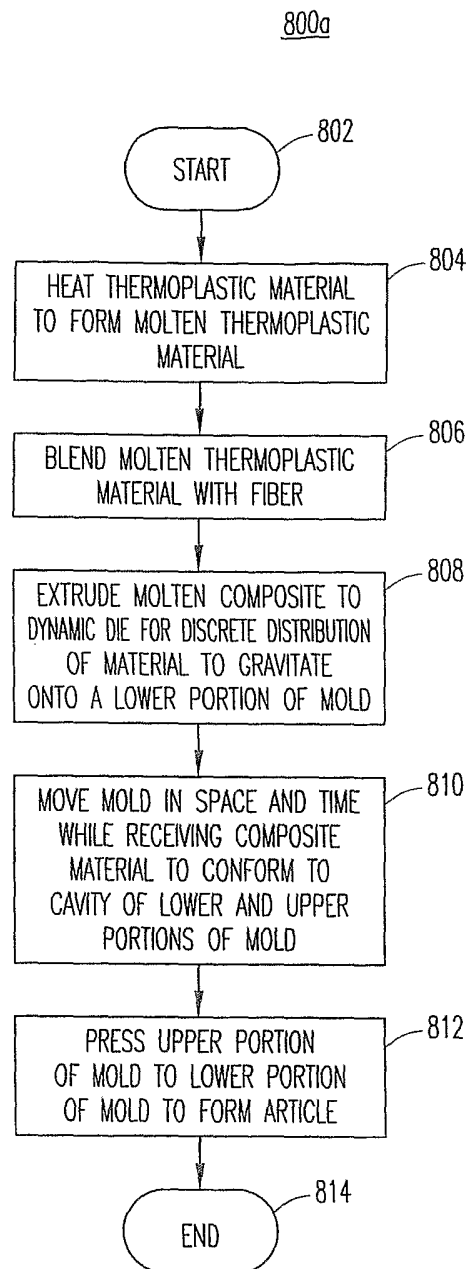 800a
802
START
804
HEAT THERMOPLASTIC MATERIAL
TO FORM MOLTEN THERMOPLASTIC
MATERIAL
806
BLEND MOLTEN THERMOPLASTIC
MATERIAL WITH FIBER
808
EXTRUDE MOLTEN COMPOSITE TO
DYNAMIC DIE FOR DISCRETE DISTRIBUTION
OF MATERIAL TO GRAVITATE
ONTO A LOWER PORTION OF MOLD
810
MOVE MOLD IN SPACE AND TIME
WHILE RECEIVING COMPOSITE
MATERIAL TO CONFORM TO
CAVITY OF LOWER AND UPPER
PORTIONS OF MOLD
812
PRESS UPPER PORTION
OF MOLD TO LOWER PORTION
OF MOLD TO FORM ARTICLE
814
END